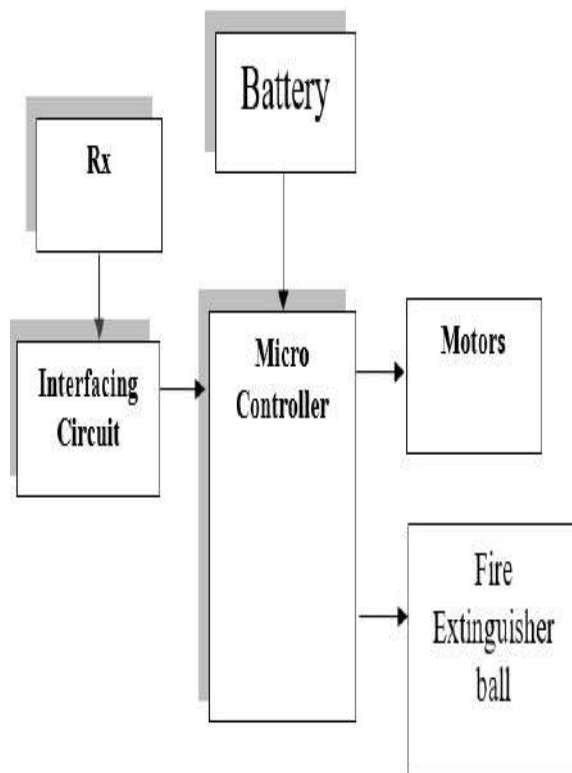 Battery
Rx
Interfacing
Circuit
Micro
Controller
Motors
Fire
Extinguisher
ball